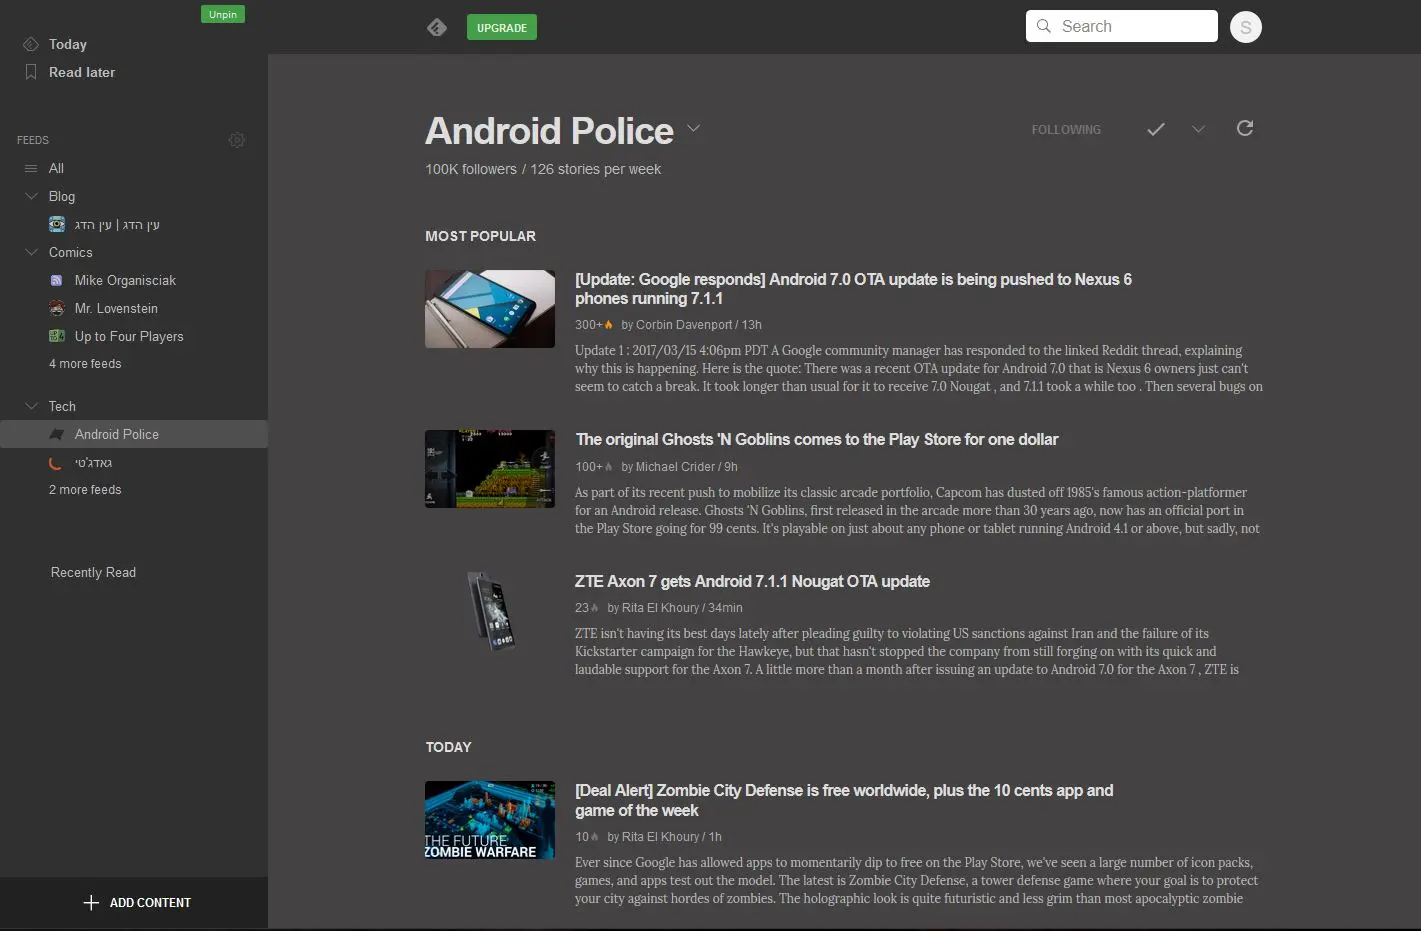 Unpin
Today
Read later
FEEDS
All
Blog
עין הדג | עין הדג
Comics
Mike Organisciak
Mr. Lovenstein
Up to Four Players
4 more feeds
Tech
Android Police
גאדג'טי
2 more feeds
Recently Read
ADD CONTENT
UPGRADE
Search
S
Android Police
FOLLOWING
100K followers / 126 stories per week
MOST POPULAR
[Update: Google responds] Android 7.0 OTA update is being pushed to Nexus 6
phones running 7.1.1
300+ by Corbin Davenport / 13h
Update 1 : 2017/03/15 4:06pm PDT A Google community manager has responded to the linked Reddit thread, explaining
why this is happening. Here is the quote: There was a recent OTA update for Android 7.0 that is Nexus 6 owners just can't
seem to catch a break. It took longer than usual for it to receive 7.0 Nougat , and 7.1.1 took a while too . Then several bugs on
The original Ghosts 'N Goblins comes to the Play Store for one dollar
100+ by Michael Crider / 9h
As part of its recent push to mobilize its classic arcade portfolio, Capcom has dusted off 1985's famous action-platformer
for an Android release. Ghosts 'N Goblins, first released in the arcade more than 30 years ago, now has an official port in
the Play Store going for 99 cents. It's playable on just about any phone or tablet running Android 4.1 or above, but sadly, not
ZTE Axon 7 gets Android 7.1.1 Nougat OTA update
23 by Rita El Khoury / 34min
ZTE isn't having its best days lately after pleading guilty to violating US sanctions against Iran and the failure of its
Kickstarter campaign for the Hawkeye, but that hasn't stopped the company from still forging on with its quick and
laudable support for the Axon 7. A little more than a month after issuing an update to Android 7.0 for the Axon 7 , ZTE is
TODAY
THE FUTURE
ZOMBIE WARFARE
[Deal Alert] Zombie City Defense is free worldwide, plus the 10 cents app and
game of the week
10 by Rita El Khoury / 1h
Ever since Google has allowed apps to momentarily dip to free on the Play Store, we've seen a large number of icon packs,
games, and apps test out the model. The latest is Zombie City Defense, a tower defense game where your goal is to protect
your city against hordes of zombies. The holographic look is quite futuristic and less grim than most apocalyptic zombie